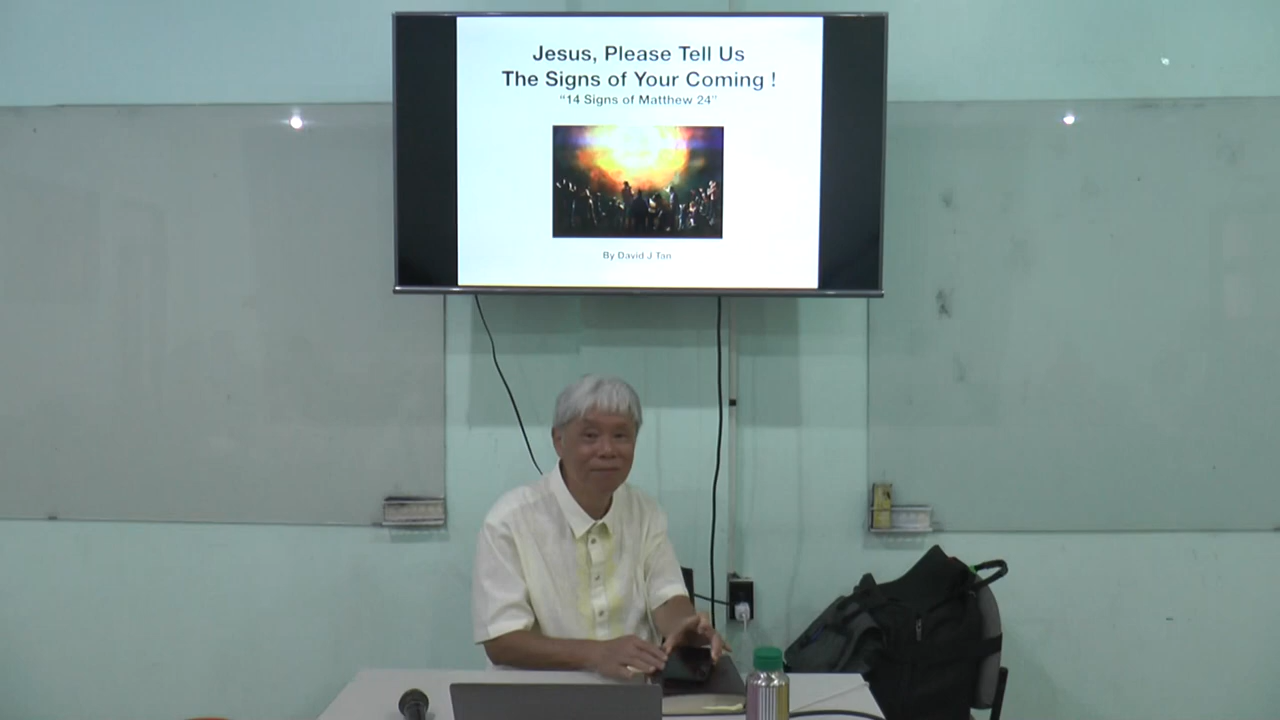 Jesus, Please Tell Us
The Signs of Your Coming !
“14 Signs of Matthew 24”
By David J Tan